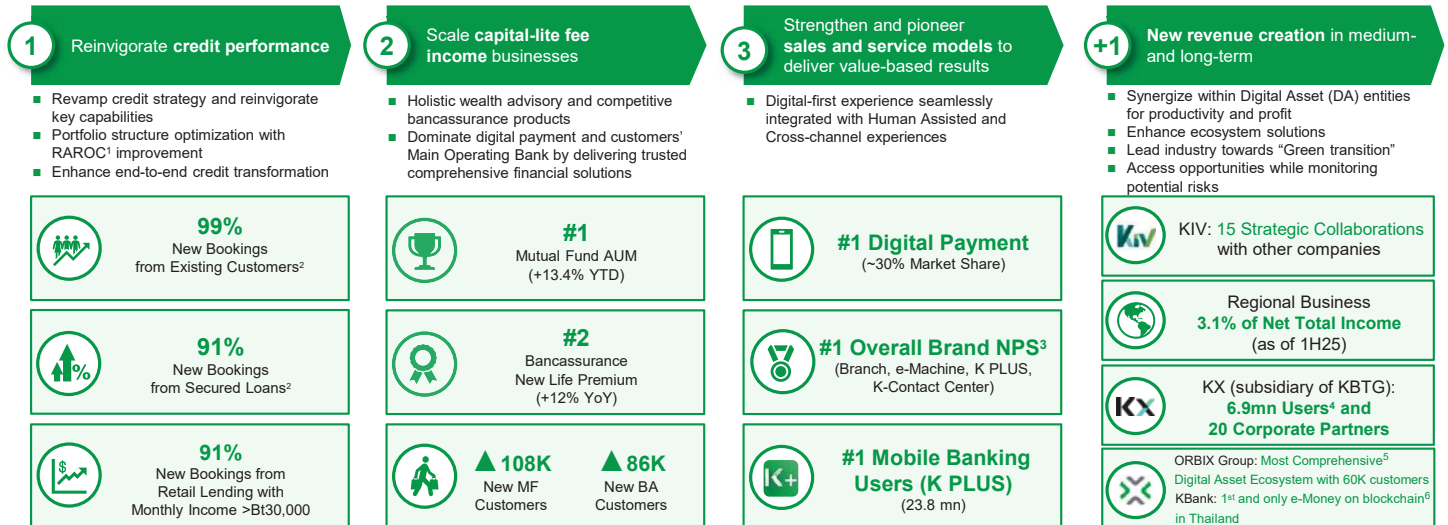 1
Reinvigorate credit performance
■ Revamp credit strategy and reinvigorate
key capabilities
■ Portfolio structure optimization with
RAROC¹ improvement
■ Enhance end-to-end credit transformation
99%
New Bookings
from Existing Customers²
%
91%
New Bookings
from Secured Loans²
$
91%
New Bookings from
Retail Lending with
Monthly Income >Bt30,000
2
Scale capital-lite fee
income businesses
■ Holistic wealth advisory and competitive
bancassurance products
■ Dominate digital payment and customers’
Main Operating Bank by delivering trusted
comprehensive financial solutions
#1
Mutual Fund AUM
(+13.4% YTD)
#2
Bancassurance
New Life Premium
(+12% YoY)
▲108K
New MF
Customers
▲86K
New BA
Customers
3
Strengthen and pioneer
sales and service models to
deliver value-based results
■ Digital-first experience seamlessly
integrated with Human Assisted and
Cross-channel experiences
#1 Digital Payment
(~30% Market Share)
#1 Overall Brand NPS³
(Branch, e-Machine, K PLUS,
K-Contact Center)
K+
#1 Mobile Banking
Users (K PLUS)
(23.8 mn)
+1
New revenue creation in medium-
and long-term
■ Synergize within Digital Asset (DA) entities
for productivity and profit
■ Enhance ecosystem solutions
■ Lead industry towards “Green transition”
■ Access opportunities while monitoring
potential risks
KIV
KIV: 15 Strategic Collaborations
with other companies
Regional Business
3.1% of Net Total Income
(as of 1H25)
KX
KX (subsidiary of KBTG):
6.9mn Users⁴ and
20 Corporate Partners
ORBIX Group: Most Comprehensive⁵
Digital Asset Ecosystem with 60K customers
KBank: 1st and only e-Money on blockchain⁶
in Thailand